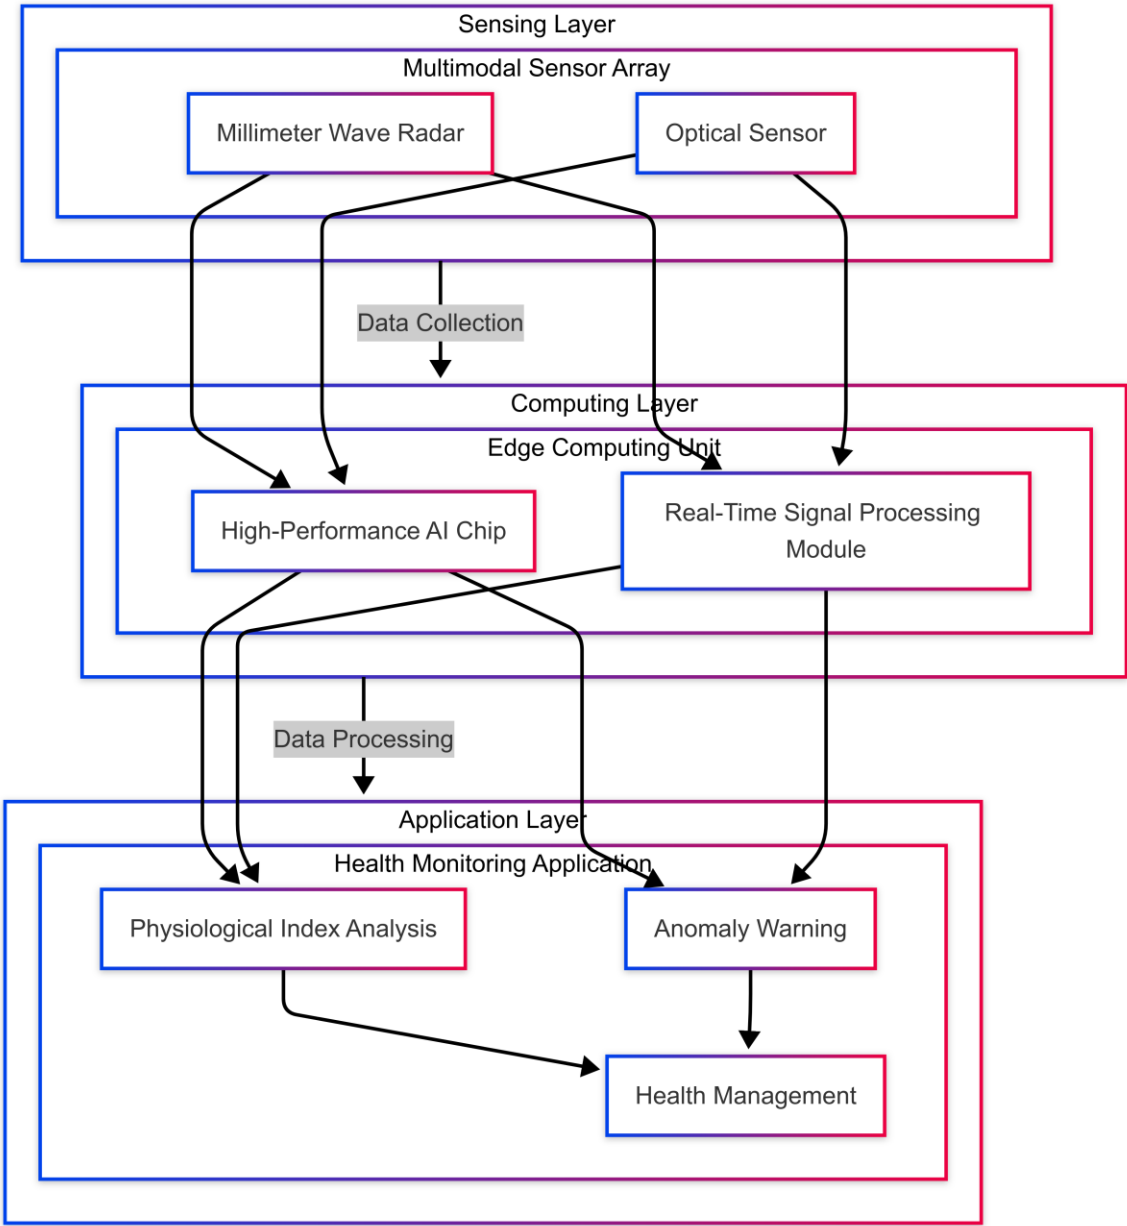 Sensing Layer
Multimodal Sensor Array
Millimeter Wave Radar
Optical Sensor
Data Collection
Computing Layer
Edge Computing Unit
High-Performance AI Chip
Real-Time Signal Processing
Module
Data Processing
Application Layer
Health Monitoring Application
Physiological Index Analysis
Anomaly Warning
Health Management